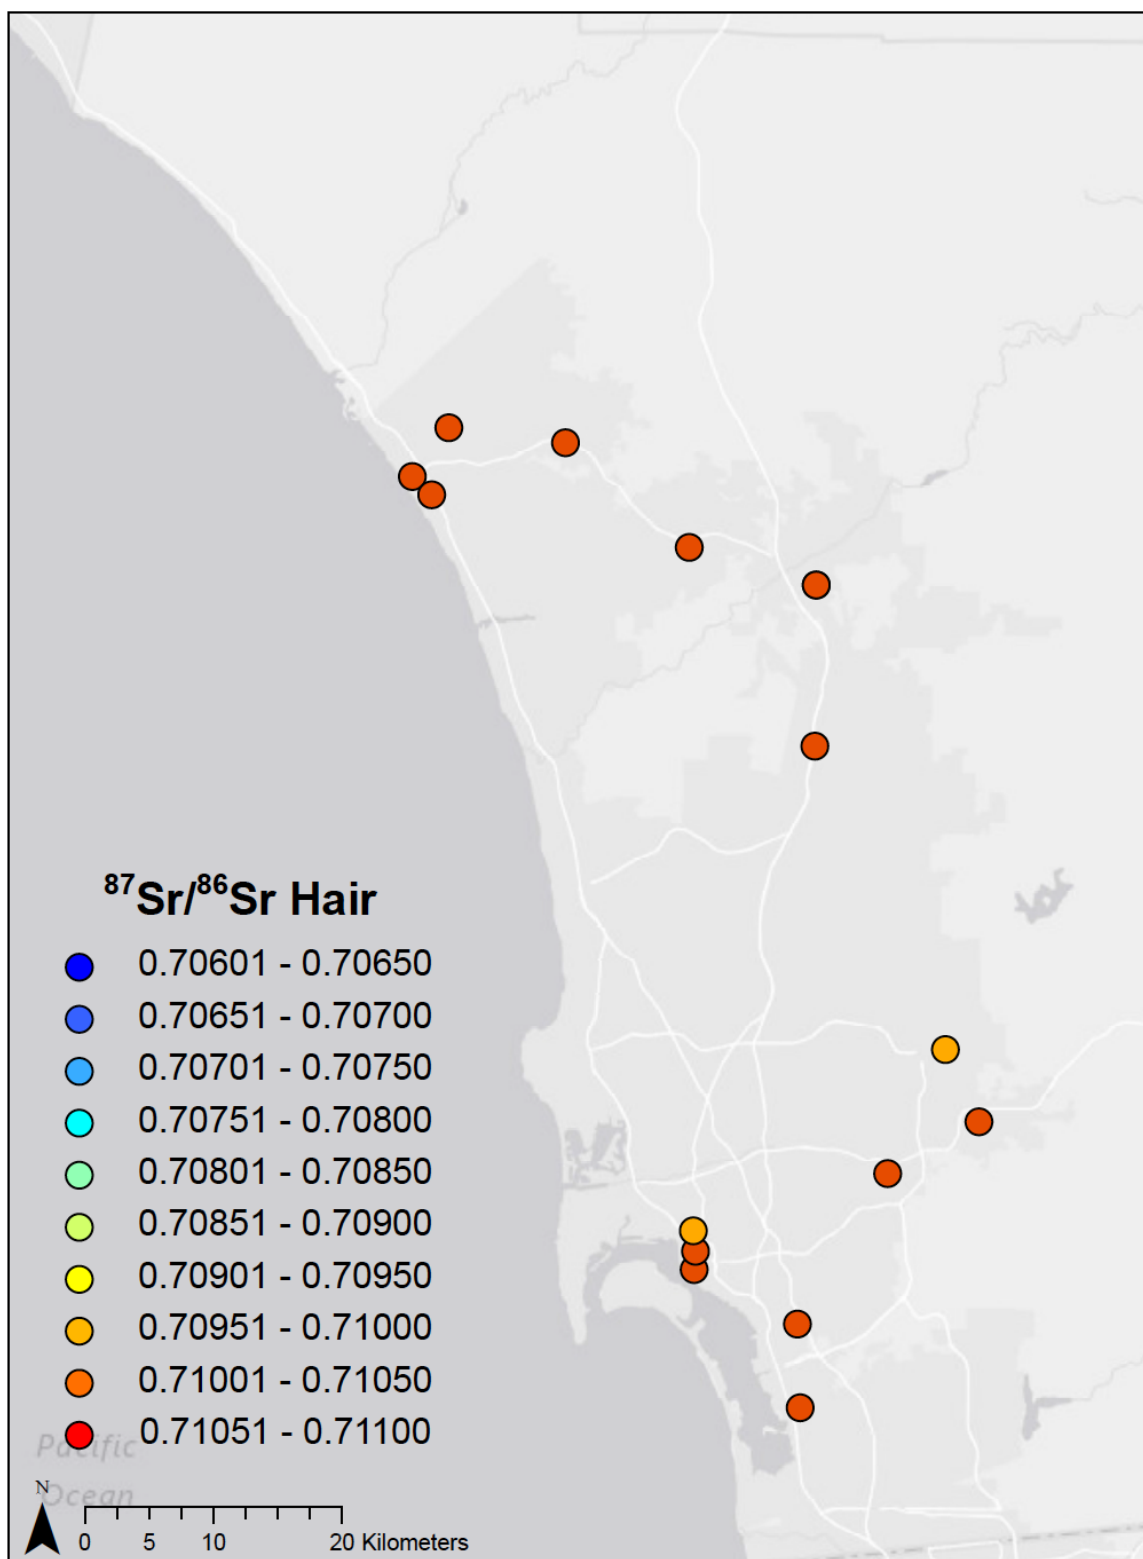 ⁸⁷Sr/⁸⁶Sr Hair
0.70601 - 0.70650
0.70651 - 0.70700
0.70701 - 0.70750
0.70751 - 0.70800
0.70801 - 0.70850
0.70851 - 0.70900
0.70901 - 0.70950
0.70951 - 0.71000
0.71001 - 0.71050
0.71051 - 0.71100
Pacific
Ocean
N
0 5 10 20 Kilometers